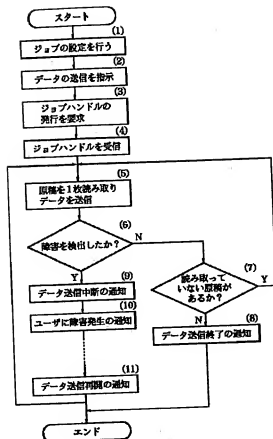 スタート
(1)
ジョブの設定を行う
(2)
データの送信を指示
(3)
ジョブハンドルの
発行を要求
(4)
ジョブハンドルを受信
(5)
原稿を1枚読み取り
データを送信
(6)
障害を検出したか?
N
Y
(7)
読み取って
いない原稿が
あるか?
Y
N
(8)
データ送信終了の通知
(9)
データ送信中断の通知
(10)
ユーザに障害発生の通知
(11)
データ送信再開の通知
エンド